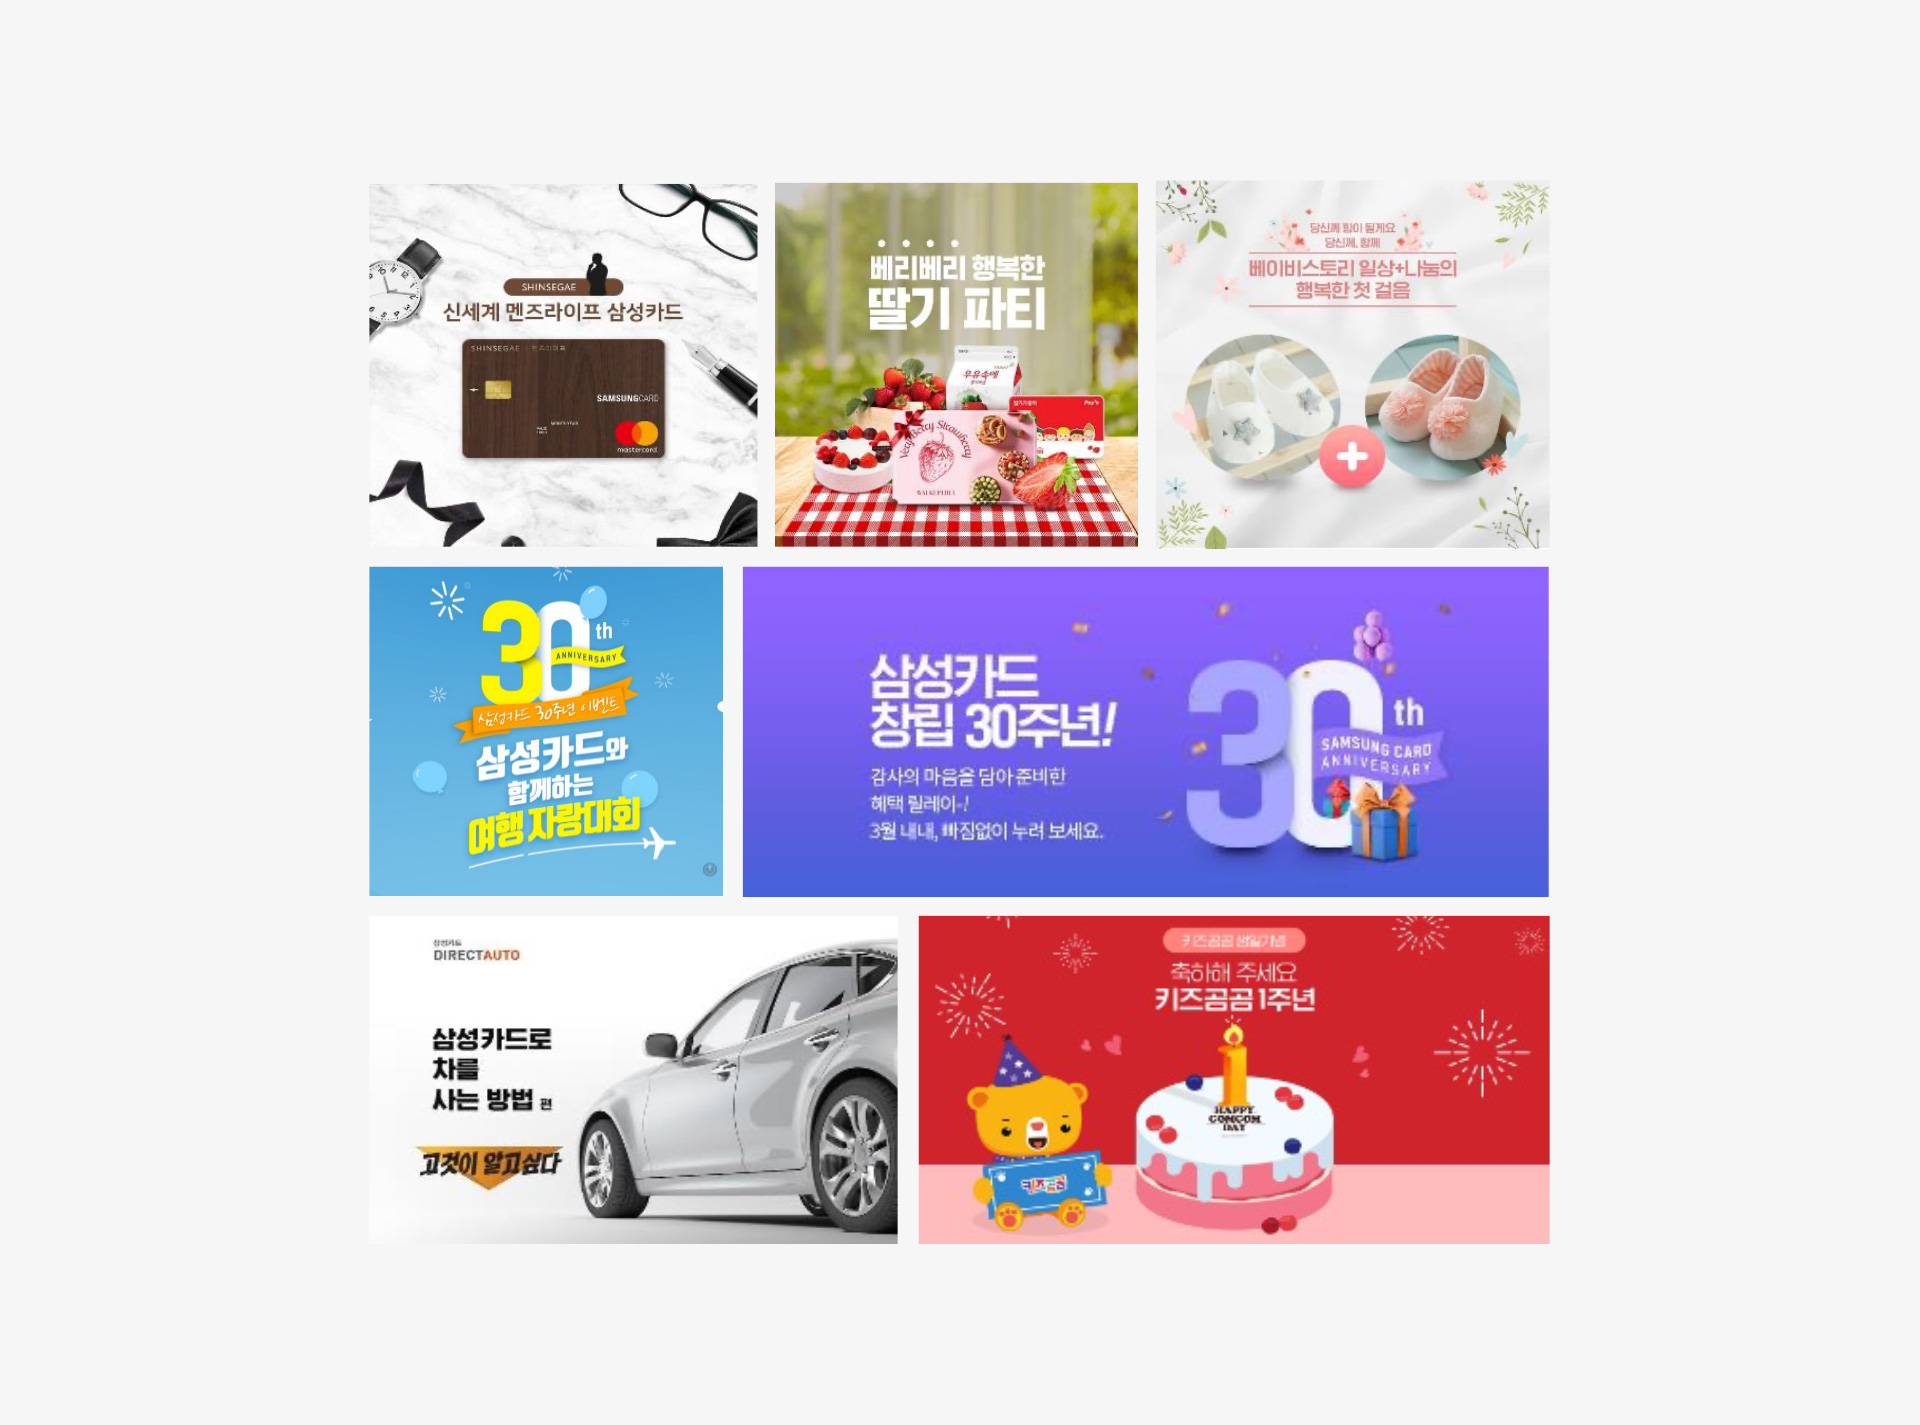 SHINSEGAE
신세계 멘즈라이프 삼성카드
SHINSEGAE 멘즈라이프
SAMSUNGCARD
mastercard
베리베리 행복한
딸기 파티
우유속에
Very Berry Strawberry
WALKERHILL
당신께 힘이 될게요
당신께, 함께
베이비스토리 일상+나눔의
행복한 첫 걸음
30th
ANNIVERSARY
삼성카드 30주년 이벤트
삼성카드와
함께하는
여행 자랑대회
삼성카드
창립 30주년!
감사의 마음을 담아 준비한
혜택 릴레이~!
3월 내내, 빠짐없이 누려 보세요.
30th
SAMSUNG CARD
ANNIVERSARY
삼성카드
DIRECTAUTO
삼성카드로
차를
사는 방법 편
고것이 알고싶다
키즈곰곰 생일기념
축하해 주세요
키즈곰곰 1주년
HAPPY
GOMGOM
DAY
키즈곰곰